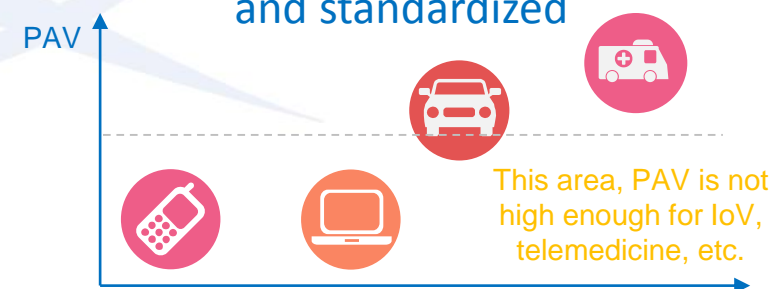 and standardized
PAV
This area, PAV is not
high enough for IoV,
telemedicine, etc.